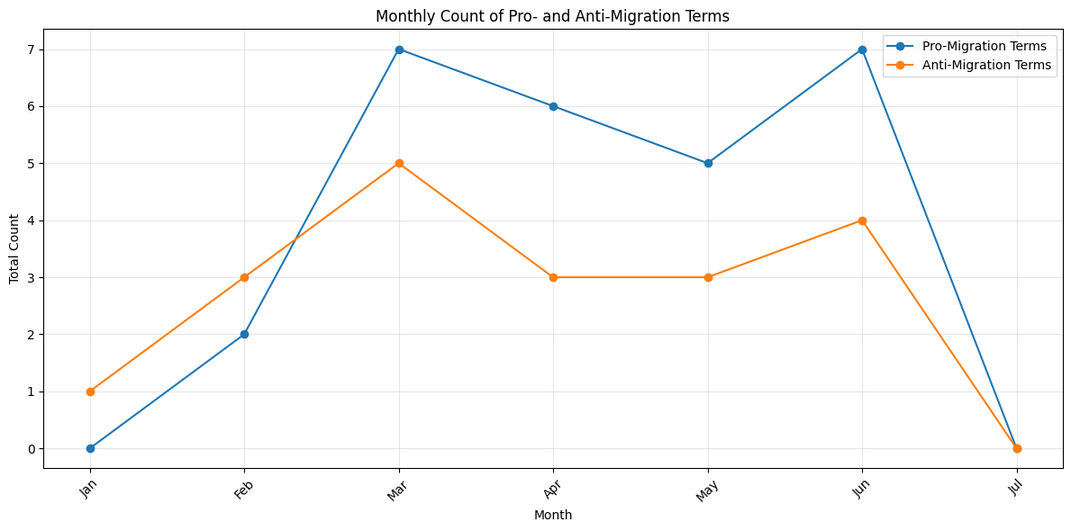 Monthly Count of Pro- and Anti-Migration Terms
Pro-Migration Terms
Anti-Migration Terms
Total Count
7
6
5
4
3
2
1
0
Jan
Feb
Mar
Apr
May
Jun
Jul
Month